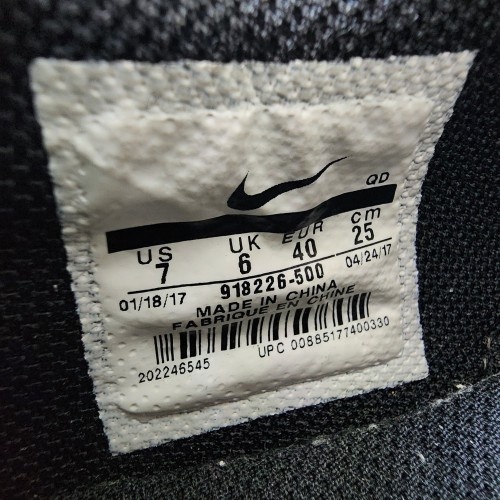 QD
US UK EUR cm
7 6 40 25
01/18/17 918226-500 04/24/17
MADE IN CHINA
FABRIQUE EN CHINE
202246545 UPC 00885177400330